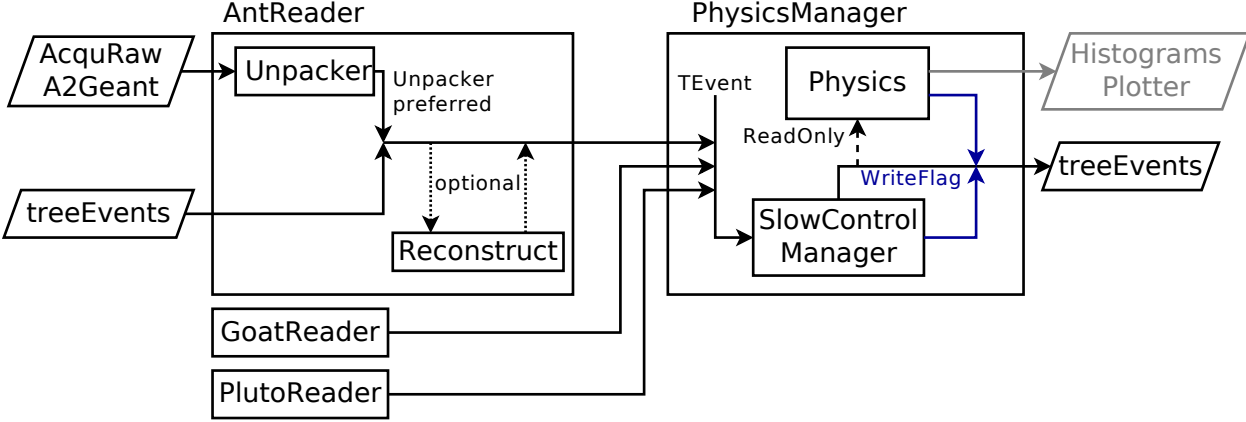 AntReader
PhysicsManager
AcquRaw
A2Geant
Unpacker
Unpacker
preferred
treeEvents
optional
Reconstruct
GoatReader
PlutoReader
TEvent
Physics
ReadOnly
WriteFlag
SlowControl
Manager
Histograms
Plotter
treeEvents